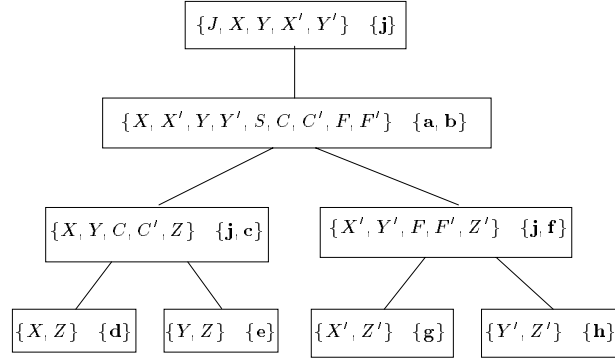 {J, X, Y, X′, Y′} {j}
{X, X′, Y, Y′, S, C, C′, F, F′} {a, b}
{X, Y, C, C′, Z} {j, c}
{X′, Y′, F, F′, Z′} {j, f}
{X, Z} {d}
{Y, Z} {e}
{X′, Z′} {g}
{Y′, Z′} {h}